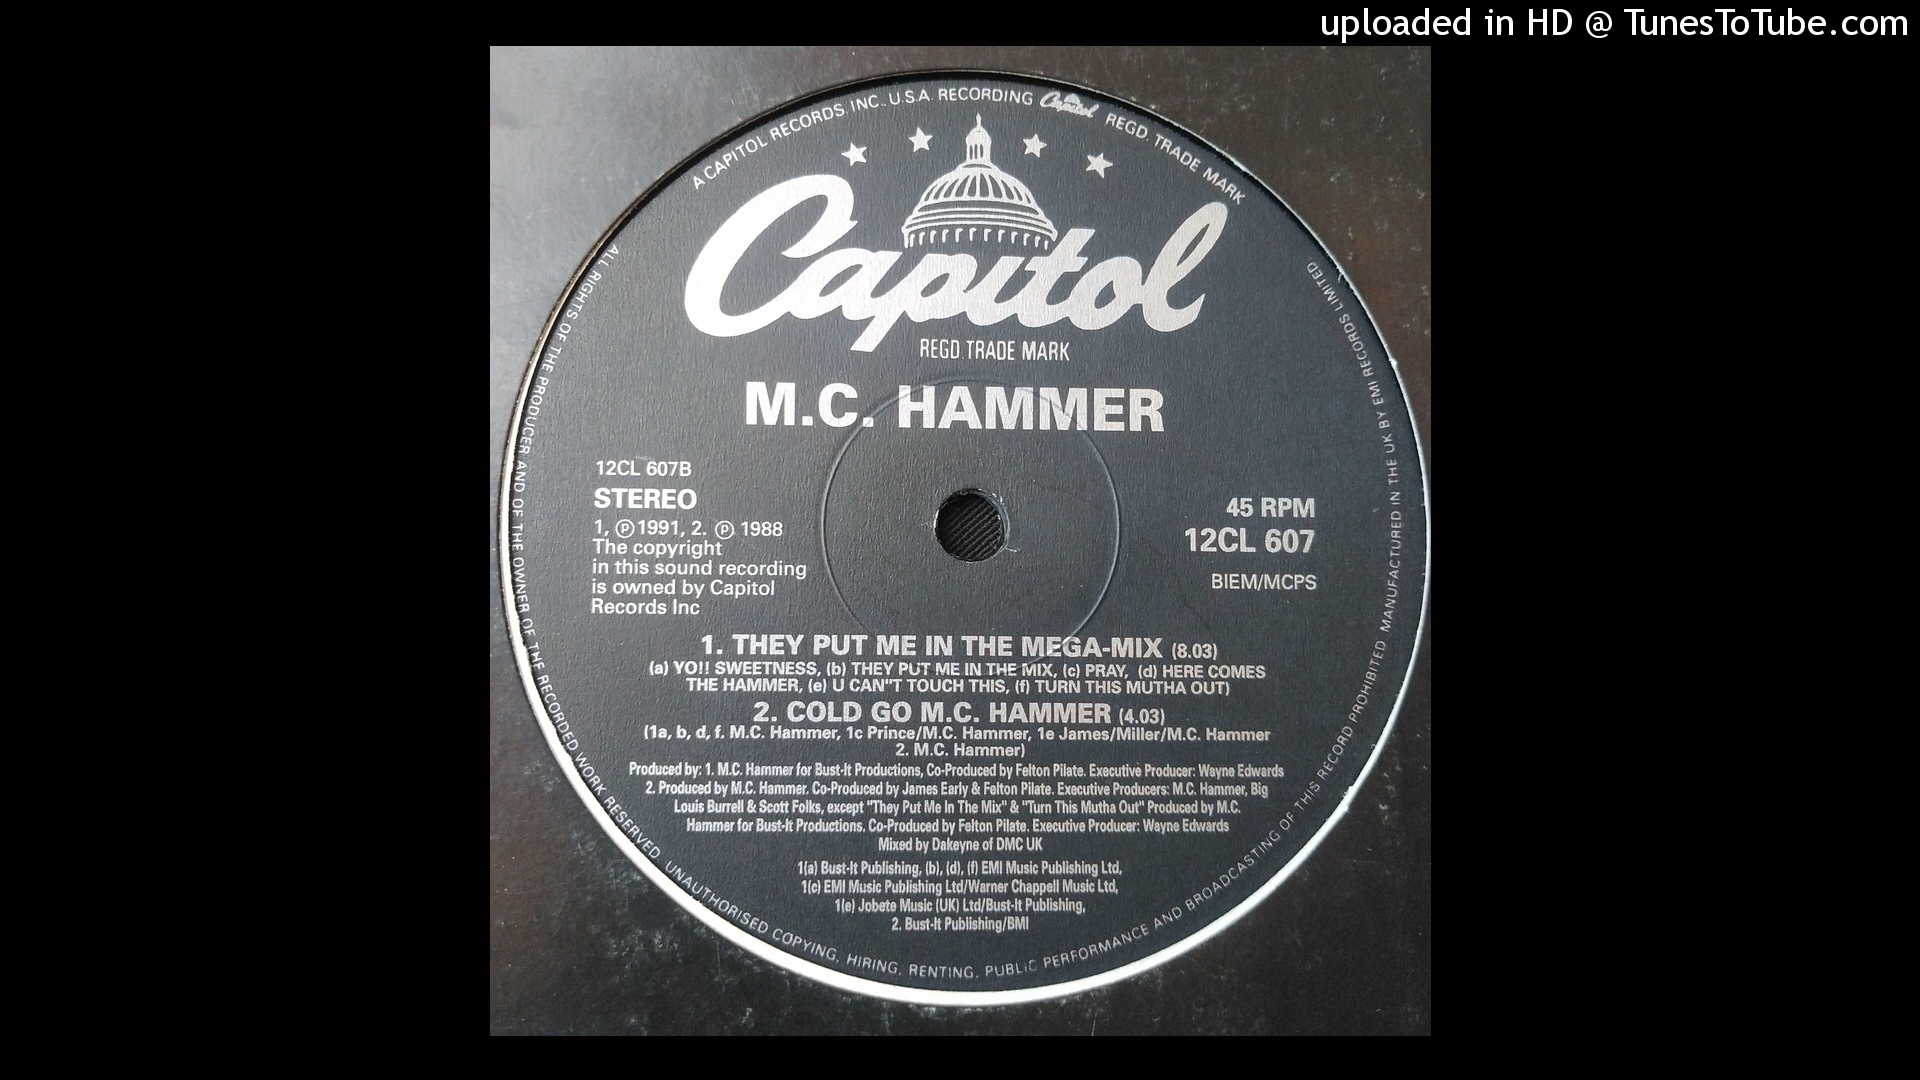 uploaded in HD @ TunesToTube.com
A CAPITOL RECORDS. INC., U.S.A. RECORDING Capitol REGD. TRADE MARK
Capitol
REGD. TRADE MARK
M.C. HAMMER
12CL 607B
STEREO
1, Ⓟ1991, 2. Ⓟ 1988
The copyright
in this sound recording
is owned by Capitol
Records Inc
45 RPM
12CL 607
BIEM/MCPS
1. THEY PUT ME IN THE MEGA-MIX (8.03)
(a) YO!! SWEETNESS, (b) THEY PUT ME IN THE MIX, (c) PRAY, (d) HERE COMES
THE HAMMER, (e) U CAN"T TOUCH THIS, (f) TURN THIS MUTHA OUT)
2. COLD GO M.C. HAMMER (4.03)
(1a, b, d, f. M.C. Hammer, 1c Prince/M.C. Hammer, 1e James/Miller/M.C. Hammer
2. M.C. Hammer)
Produced by: 1. M.C. Hammer for Bust-It Productions, Co-Produced by Felton Pilate. Executive Producer: Wayne Edwards
2. Produced by M.C. Hammer. Co-Produced by James Early & Felton Pilate. Executive Producers: M.C. Hammer, Big
Louis Burrell & Scott Folks, except "They Put Me In The Mix" & "Turn This Mutha Out" Produced by M.C.
Hammer for Bust-It Productions. Co-Produced by Felton Pilate. Executive Producer: Wayne Edwards
Mixed by Dakeyne of DMC UK
1(a) Bust-It Publishing, (b), (d), (f) EMI Music Publishing Ltd,
1(c) EMI Music Publishing Ltd/Warner Chappell Music Ltd,
1(e) Jobete Music (UK) Ltd/Bust-It Publishing,
2. Bust-It Publishing/BMI
ALL RIGHTS OF THE PRODUCER AND OF THE OWNER OF THE RECORDED WORK RESERVED. UNAUTHORISED COPYING, HIRING, RENTING, PUBLIC PERFORMANCE AND BROADCASTING OF THIS RECORD PROHIBITED MANUFACTURED IN THE UK BY EMI RECORDS LIMITED